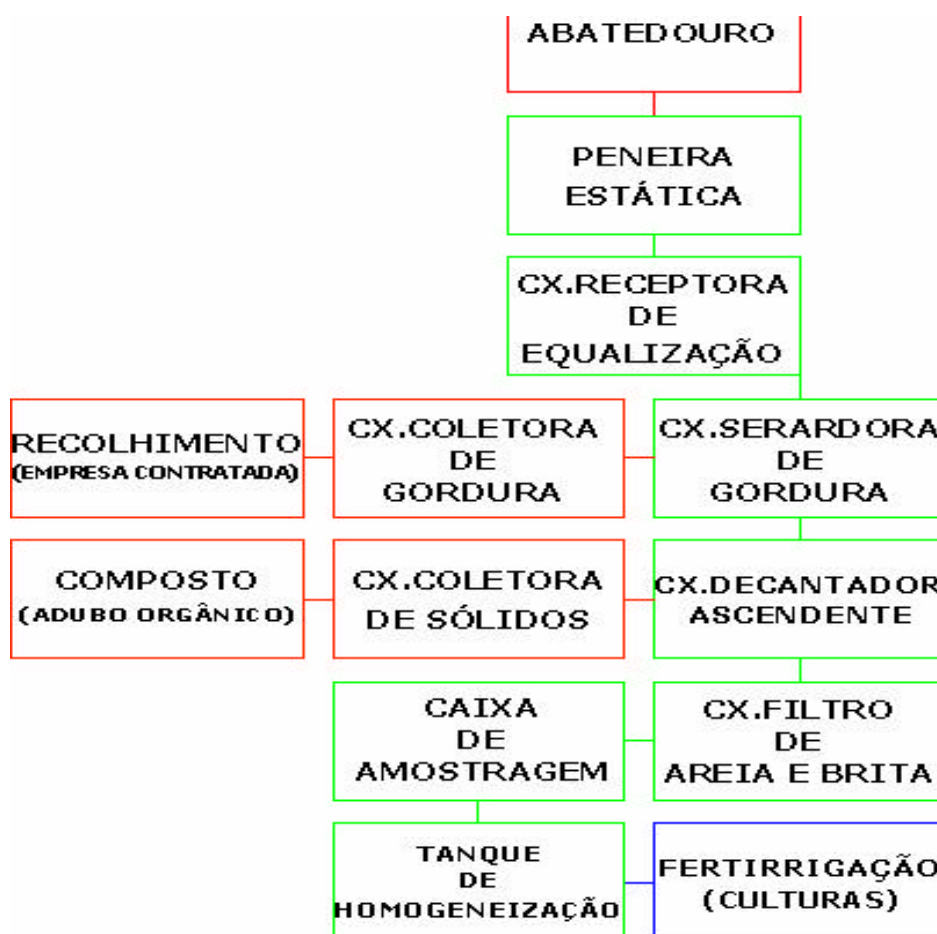 ABATEDOURO
PENEIRA
ESTÁTICA
CX.RECEPTORA
DE
EQUALIZAÇÃO
RECOLHIMENTO
(EMPRESA CONTRATADA)
CX.COLETORA
DE
GORDURA
CX.SERARDORA
DE
GORDURA
COMPOSTO
(ADUBO ORGÂNICO)
CX.COLETORA
DE SÓLIDOS
CX.DECANTADOR
ASCENDENTE
CAIXA
DE
AMOSTRAGEM
CX.FILTRO
DE
AREIA E BRITA
TANQUE
DE
HOMOGENEIZAÇÃO
FERTIRRIGAÇÃO
(CULTURAS)